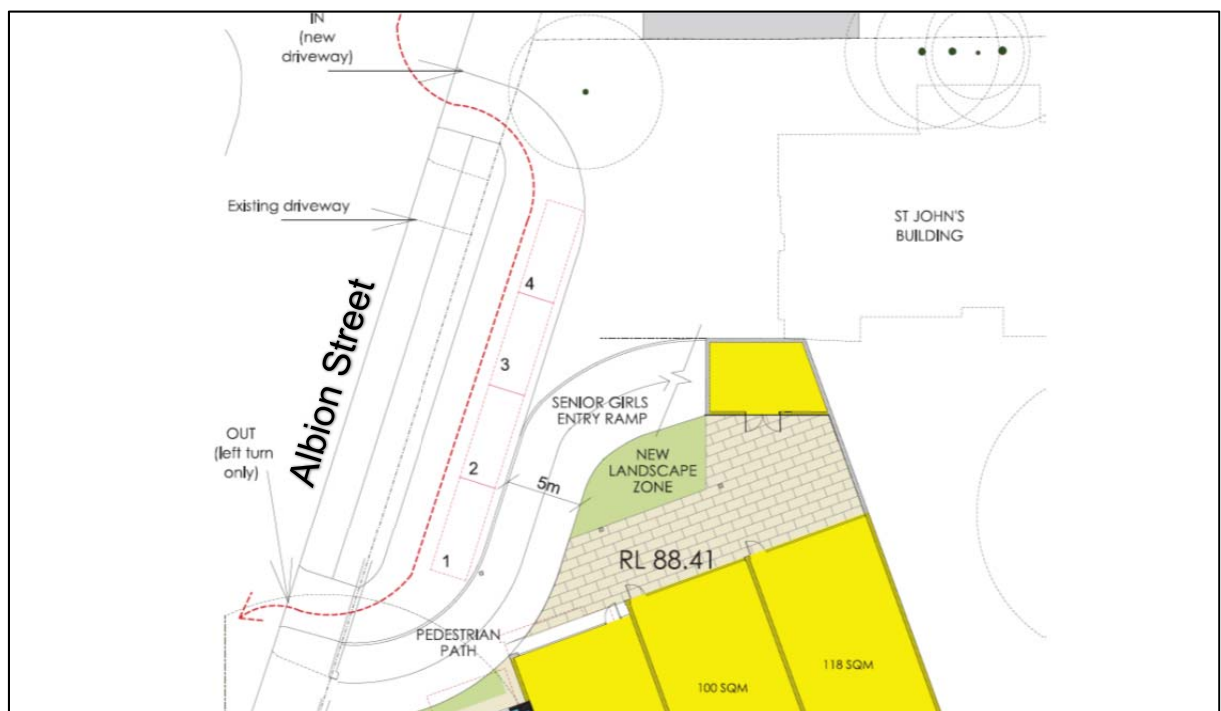 IN
(new
driveway)
Existing driveway
ST JOHN'S
BUILDING
4
Albion Street
3
SENIOR GIRLS
ENTRY RAMP
OUT
(left turn
only)
NEW
LANDSCAPE
ZONE
2
5m
1
RL 88.41
PEDESTRIAN
PATH
118 SQM
100 SQM